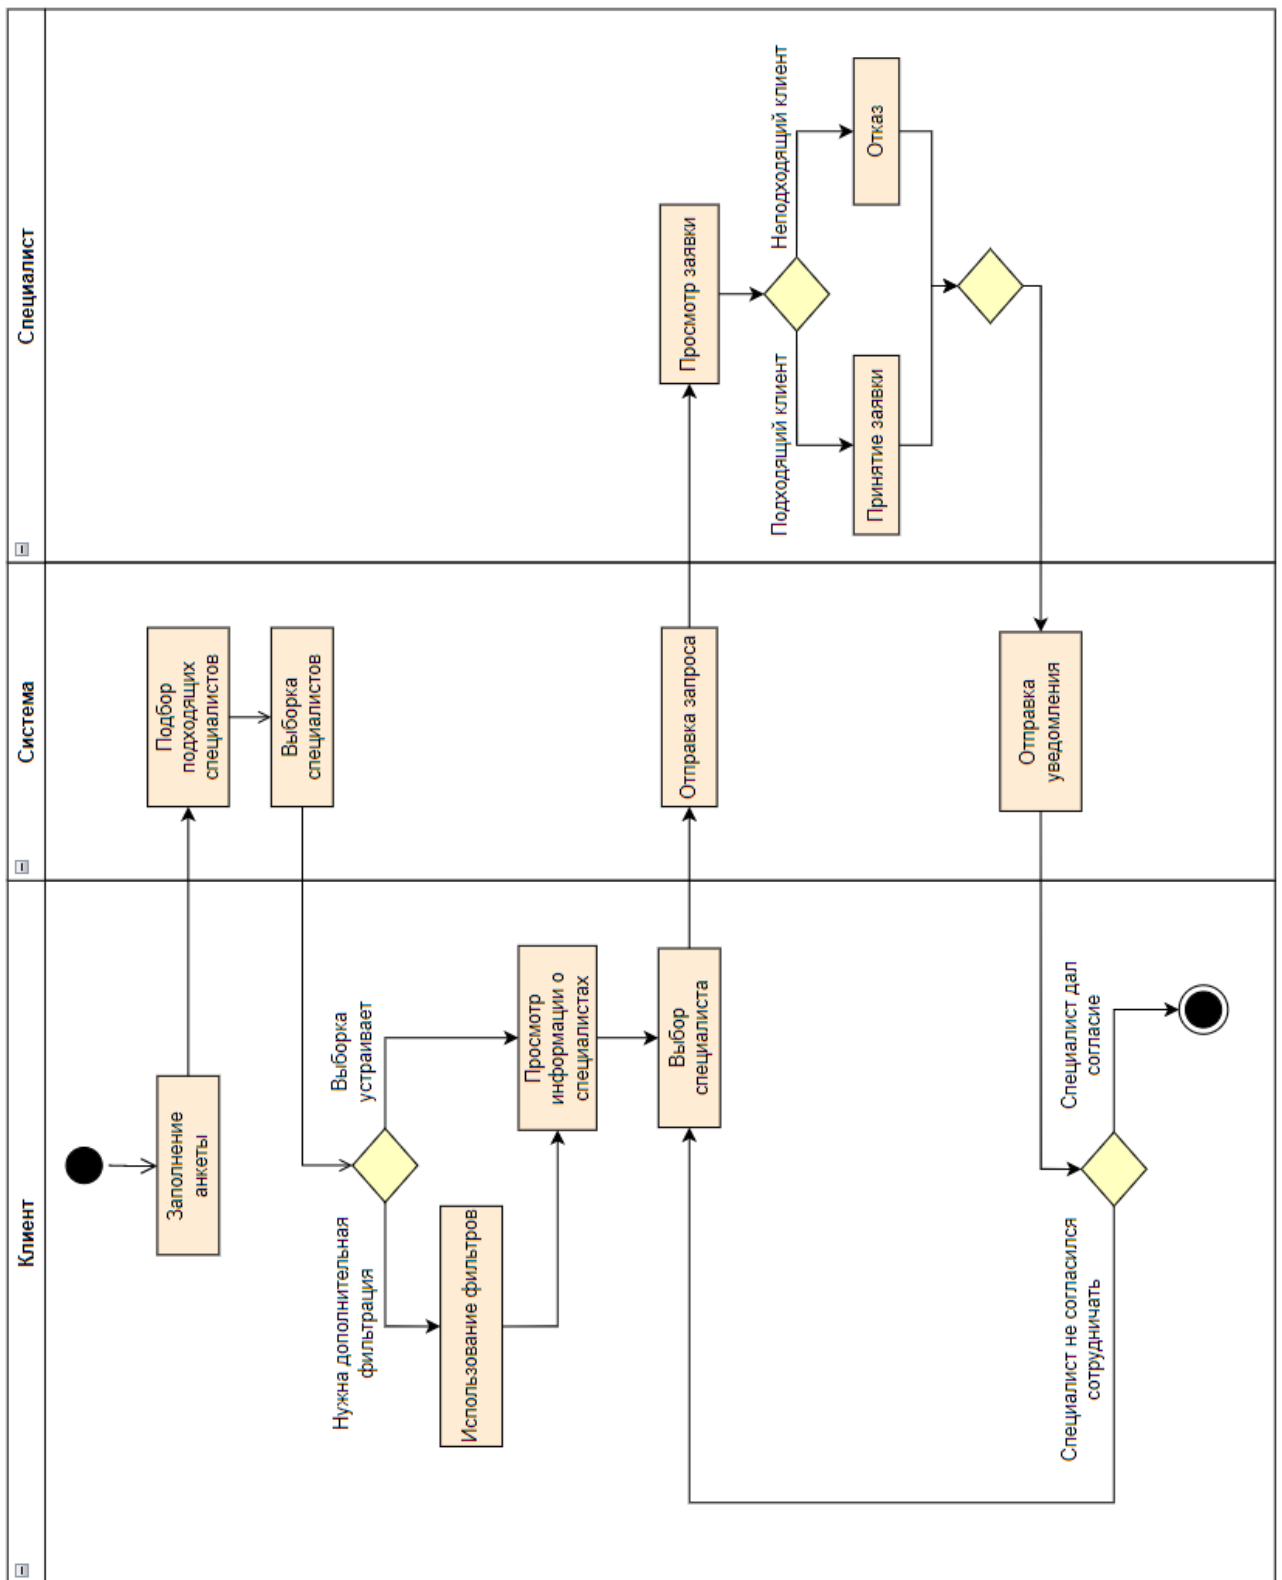 Клиент
Система
Специалист
Заполнение
анкеты
Подбор
подходящих
специалистов
Выборка
специалистов
Нужна дополнительная
фильтрация
Выборка
устраивает
Использование фильтров
Просмотр
информации о
специалистах
Выбор
специалиста
Отправка запроса
Просмотр заявки
Подходящий клиент
Неподходящий клиент
Принятие заявки
Отказ
Отправка
уведомления
Специалист не согласился
сотрудничать
Специалист дал
согласие